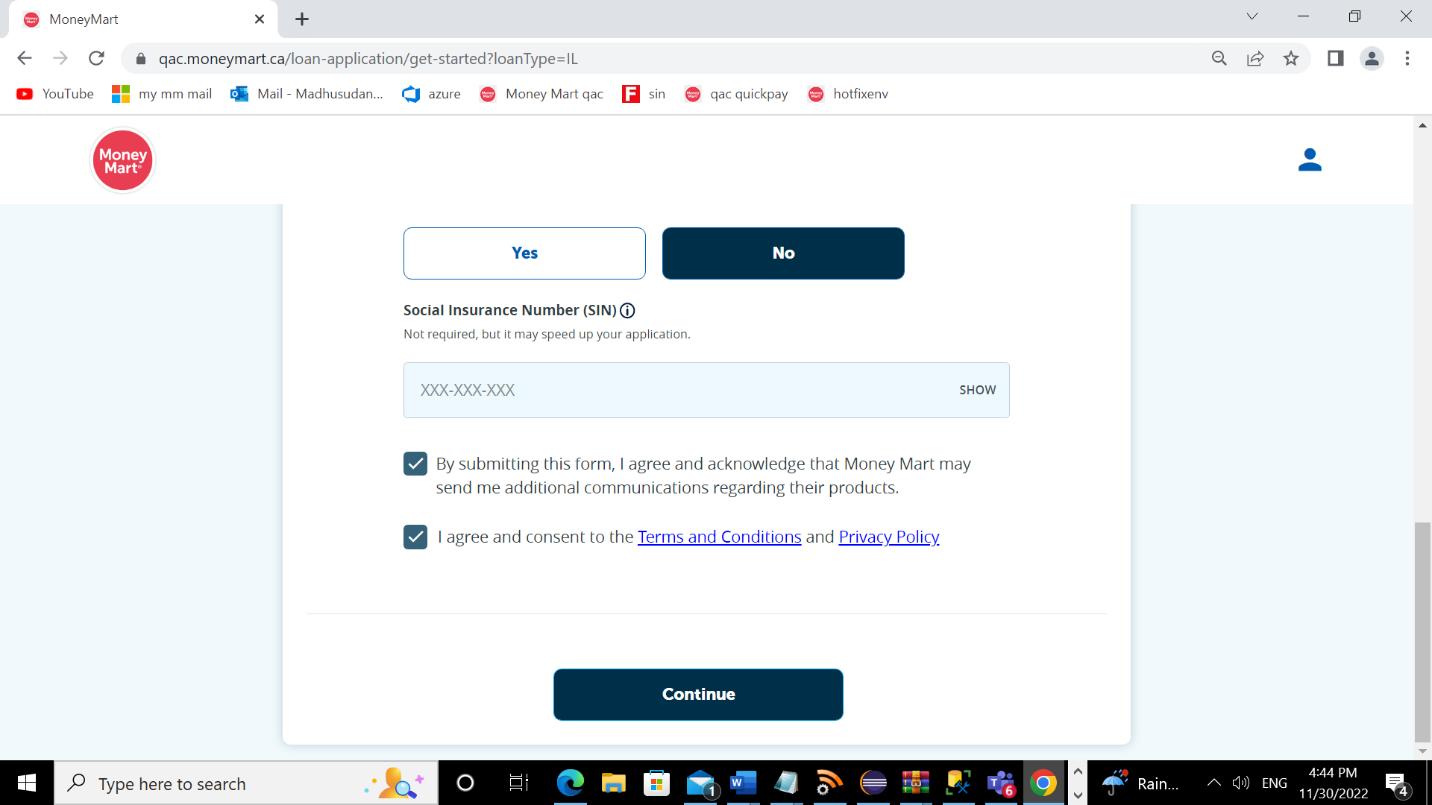 MoneyMart
qac.moneymart.ca/loan-application/get-started?loanType=IL
YouTube
my mm mail
Mail - Madhusudan...
azure
Money Mart qac
F sin
qac quickpay
hotfixenv
Money
Mart
Yes
No
Social Insurance Number (SIN)
Not required, but it may speed up your application.
XXX-XXX-XXX
SHOW
By submitting this form, I agree and acknowledge that Money Mart may
send me additional communications regarding their products.
I agree and consent to the Terms and Conditions and Privacy Policy
Continue
Type here to search
1
W
6
Rain...
ENG
4:44 PM
11/30/2022
4